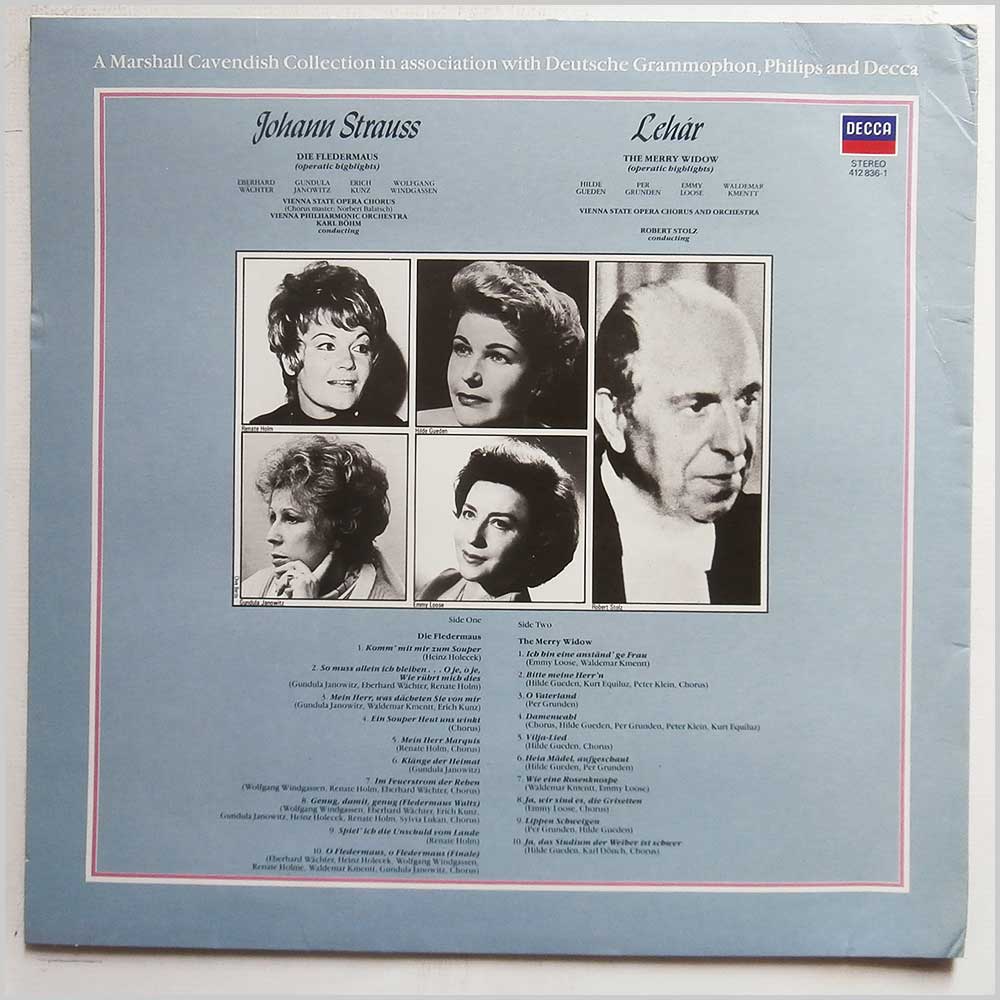 A Marshall Cavendish Collection in association with Deutsche Grammophon, Philips and Decca
Johann Strauss
DIE FLEDERMAUS
(operatic highlights)
EBERHARD WÄCHTER
GUNDULA JANOWITZ
ERICH KUNZ
WOLFGANG WINDGASSEN
VIENNA STATE OPERA CHORUS
(Chorus master: Norbert Balatsch)
VIENNA PHILHARMONIC ORCHESTRA
KARL BÖHM
conducting
Lehár
THE MERRY WIDOW
(operatic highlights)
HILDE GUEDEN
PER GRUNDEN
EMMY LOOSE
WALDEMAR KMENTT
VIENNA STATE OPERA CHORUS AND ORCHESTRA
ROBERT STOLZ
conducting
DECCA
STEREO
412 836-1
Renate Holm
Hilde Gueden
Gundula Janowitz
Emmy Loose
Robert Stolz
Side One
Die Fledermaus
1. Komm' mit mir zum Souper
(Heinz Holecek)
2. So muss allein ich bleiben . . . O je, o je,
Wie rührt mich dies
(Gundula Janowitz, Eberhard Wächter, Renate Holm)
3. Mein Herr, was dächten Sie von mir
(Gundula Janowitz, Waldemar Kmentt, Erich Kunz)
4. Ein Souper Heut uns winkt
(Chorus)
5. Mein Herr Marquis
(Renate Holm, Chorus)
6. Klänge der Heimat
(Gundula Janowitz)
7. Im Feuerstrom der Reben
(Wolfgang Windgassen, Renate Holm, Eberhard Wächter, Chorus)
8. Genug, damit, genug (Fledermaus Waltz)
(Wolfgang Windgassen, Eberhard Wächter, Erich Kunz,
Gundula Janowitz, Heinz Holecek, Renate Holm, Sylvia Lukan, Chorus)
9. Spiel' ich die Unschuld vom Lande
(Renate Holm)
10. O Fledermaus, o Fledermaus (Finale)
(Eberhard Wächter, Heinz Holecek, Wolfgang Windgassen,
Renate Holme, Waldemar Kmentt, Gundula Janowitz, Chorus)
Side Two
The Merry Widow
1. Ich bin eine anständ' ge Frau
(Emmy Loose, Waldemar Kmentt)
2. Bitte meine Herr'n
(Hilde Gueden, Kurt Equiluz, Peter Klein, Chorus)
3. O Vaterland
(Per Grunden)
4. Damenwahl
(Chorus, Hilde Gueden, Per Grunden, Peter Klein, Kurt Equiluz)
5. Vilja-Lied
(Hilde Gueden, Chorus)
6. Heia Mädel, aufgeschaut
(Hilde Gueden, Per Grunden)
7. Wie eine Rosenknospe
(Waldemar Kmentt, Emmy Loose)
8. Ja, wir sind es, die Grisetten
(Emmy Loose, Chorus)
9. Lippen Schweigen
(Per Grunden, Hilde Gueden)
10. Ja, das Studium der Weiber ist schwer
(Hilde Gueden, Karl Dönch, Chorus)